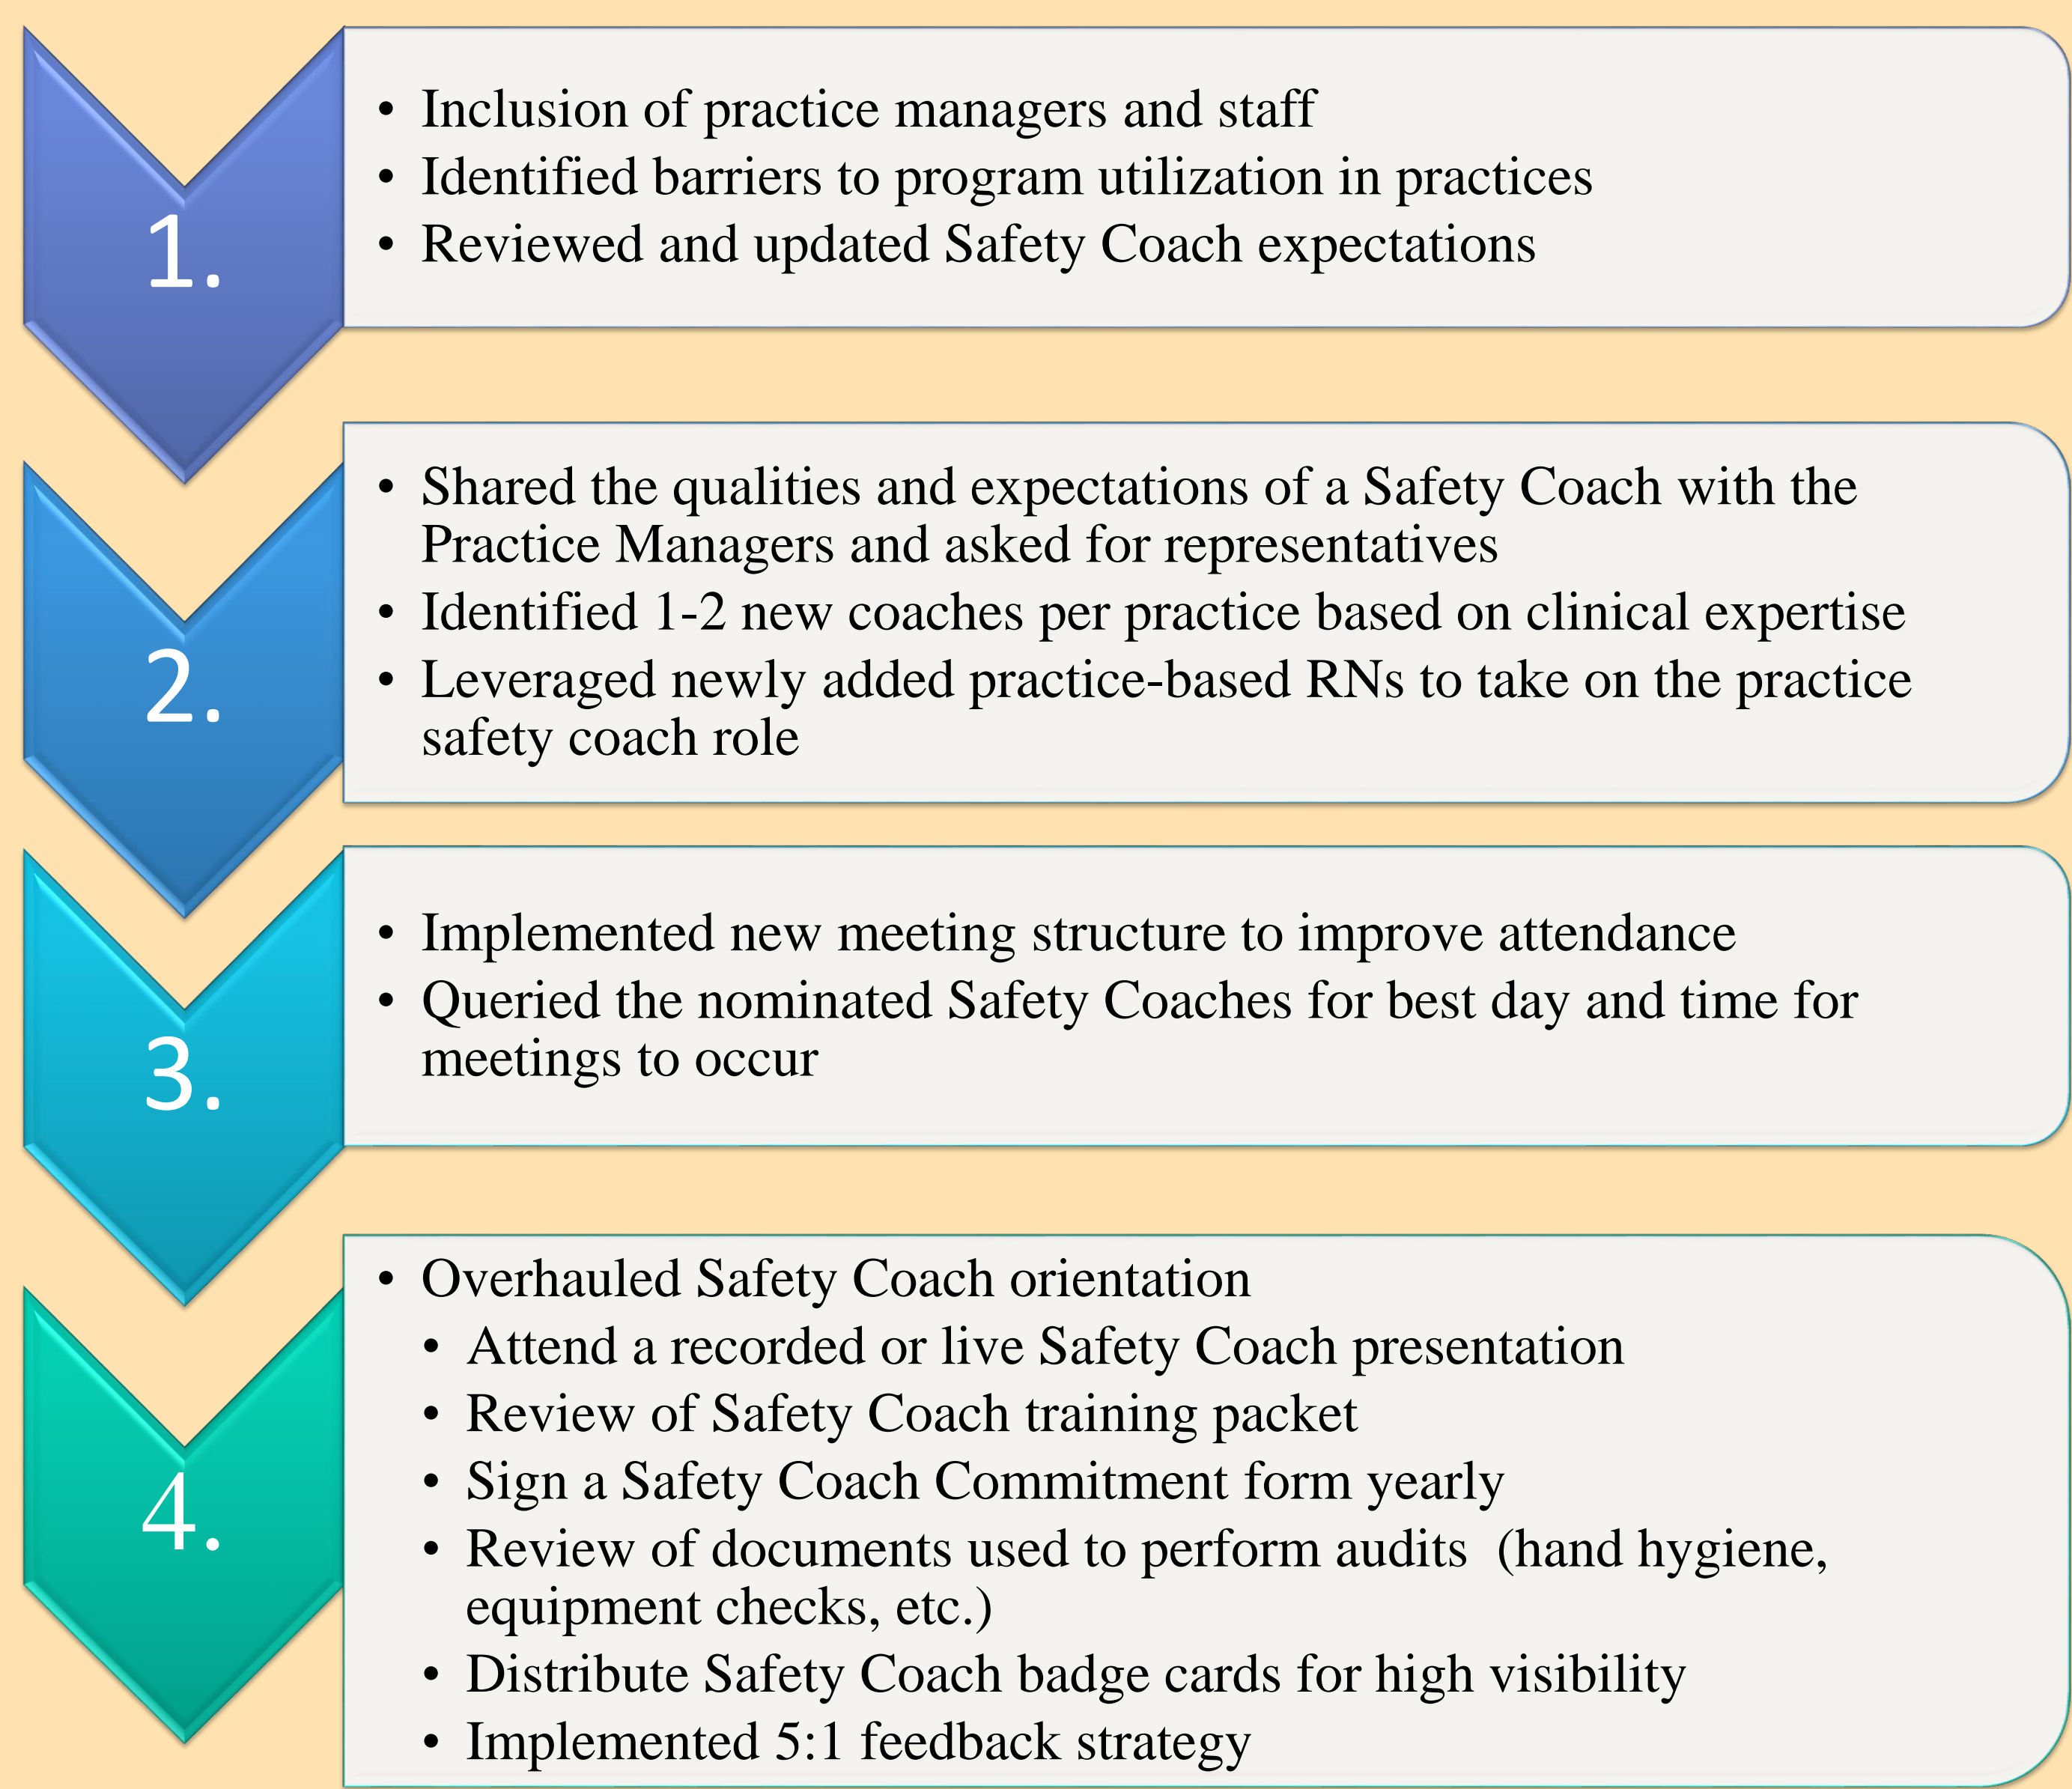 1.
• Inclusion of practice managers and staff
• Identified barriers to program utilization in practices
• Reviewed and updated Safety Coach expectations
2.
• Shared the qualities and expectations of a Safety Coach with the
Practice Managers and asked for representatives
• Identified 1-2 new coaches per practice based on clinical expertise
• Leveraged newly added practice-based RNs to take on the practice
safety coach role
3.
• Implemented new meeting structure to improve attendance
• Queried the nominated Safety Coaches for best day and time for
meetings to occur
4.
• Overhauled Safety Coach orientation
• Attend a recorded or live Safety Coach presentation
• Review of Safety Coach training packet
• Sign a Safety Coach Commitment form yearly
• Review of documents used to perform audits  (hand hygiene,
equipment checks, etc.)
• Distribute Safety Coach badge cards for high visibility
• Implemented 5:1 feedback strategy